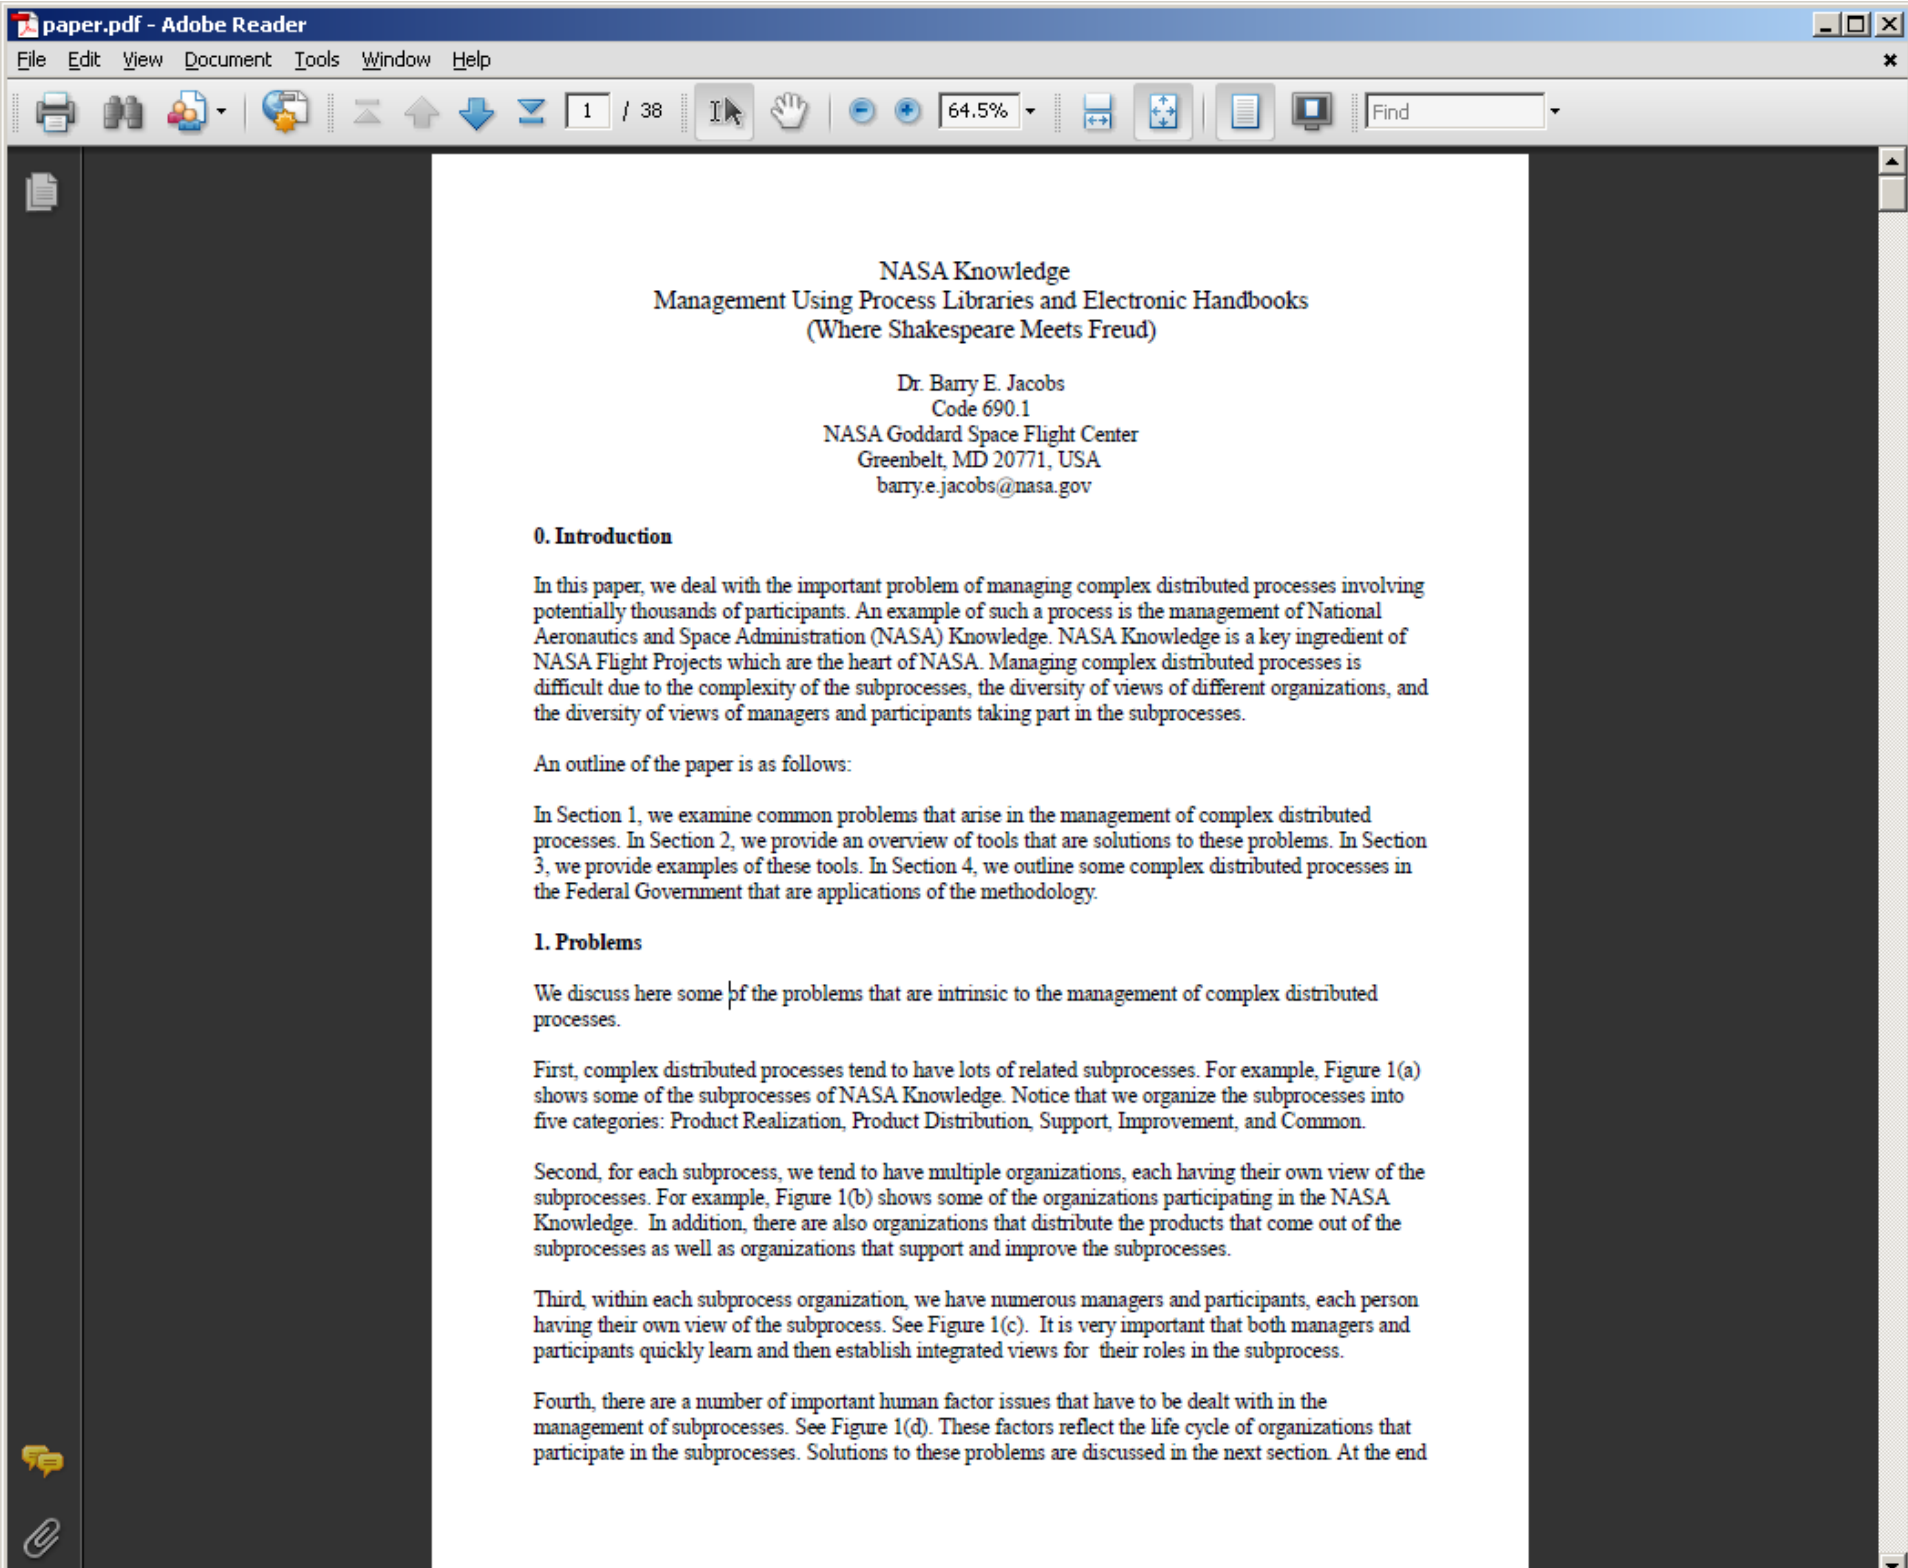 paper.pdf - Adobe Reader
File Edit View Document Tools Window Help
1 / 38 64.5% Find
NASA Knowledge
Management Using Process Libraries and Electronic Handbooks
(Where Shakespeare Meets Freud)
Dr. Barry E. Jacobs
Code 690.1
NASA Goddard Space Flight Center
Greenbelt, MD 20771, USA
barry.e.jacobs@nasa.gov
0. Introduction
In this paper, we deal with the important problem of managing complex distributed processes involving
potentially thousands of participants. An example of such a process is the management of National
Aeronautics and Space Administration (NASA) Knowledge. NASA Knowledge is a key ingredient of
NASA Flight Projects which are the heart of NASA. Managing complex distributed processes is
difficult due to the complexity of the subprocesses, the diversity of views of different organizations, and
the diversity of views of managers and participants taking part in the subprocesses.
An outline of the paper is as follows:
In Section 1, we examine common problems that arise in the management of complex distributed
processes. In Section 2, we provide an overview of tools that are solutions to these problems. In Section
3, we provide examples of these tools. In Section 4, we outline some complex distributed processes in
the Federal Government that are applications of the methodology.
1. Problems
We discuss here some of the problems that are intrinsic to the management of complex distributed
processes.
First, complex distributed processes tend to have lots of related subprocesses. For example, Figure 1(a)
shows some of the subprocesses of NASA Knowledge. Notice that we organize the subprocesses into
five categories: Product Realization, Product Distribution, Support, Improvement, and Common.
Second, for each subprocess, we tend to have multiple organizations, each having their own view of the
subprocesses. For example, Figure 1(b) shows some of the organizations participating in the NASA
Knowledge. In addition, there are also organizations that distribute the products that come out of the
subprocesses as well as organizations that support and improve the subprocesses.
Third, within each subprocess organization, we have numerous managers and participants, each person
having their own view of the subprocess. See Figure 1(c). It is very important that both managers and
participants quickly learn and then establish integrated views for their roles in the subprocess.
Fourth, there are a number of important human factor issues that have to be dealt with in the
management of subprocesses. See Figure 1(d). These factors reflect the life cycle of organizations that
participate in the subprocesses. Solutions to these problems are discussed in the next section. At the end